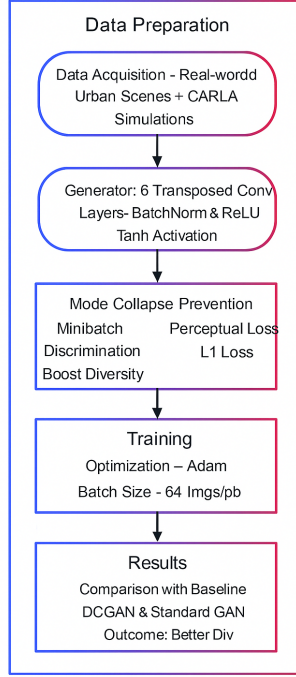 Data Preparation
Data Acquisition - Real-wordd
Urban Scenes + CARLA
Simulations
Generator: 6 Transposed Conv
Layers- BatchNorm & ReLU
Tanh Activation
Mode Collapse Prevention
Minibatch
Discrimination
Boost Diversity
Perceptual Loss
L1 Loss
Training
Optimization – Adam
Batch Size - 64 Imgs/pb
Results
Comparison with Baseline
DCGAN & Standard GAN
Outcome: Better Div